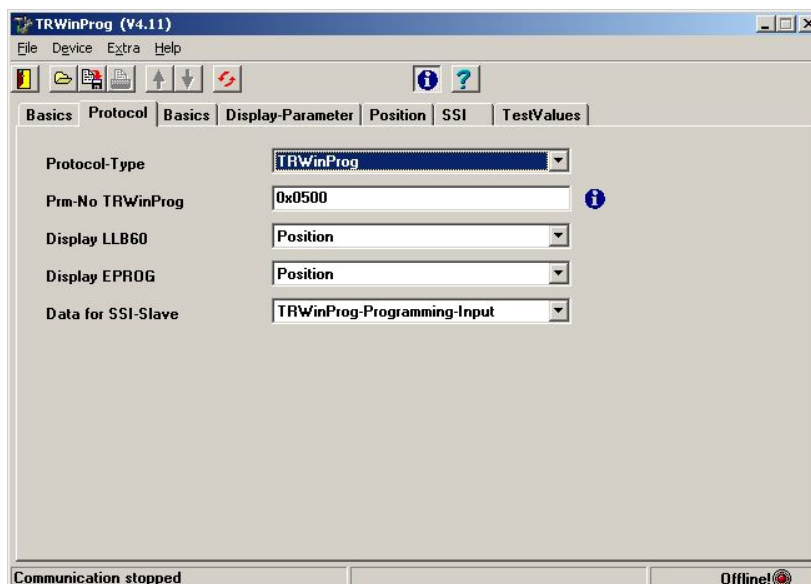 TRWinProg (V4.11)
File Device Extra Help
Basics Protocol Basics Display-Parameter Position SSI TestValues
Protocol-Type TRWinProg
Prm-No TRWinProg 0x0500
Display LLB60 Position
Display EPROG Position
Data for SSI-Slave TRWinProg-Programming-Input
Communication stopped Offline!